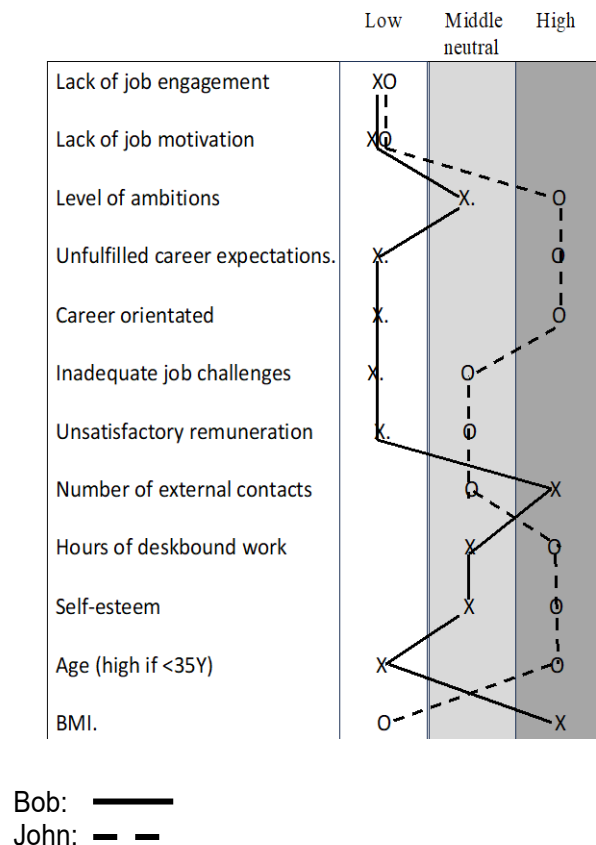 Low Middle High
neutral
Lack of job engagement XO
Lack of job motivation XO
Level of ambitions X. O
Unfulfilled career expectations. X. O
Career orientated X. O
Inadequate job challenges X. O
Unsatisfactory remuneration X. O
Number of external contacts O X
Hours of deskbound work X O
Self-esteem X O
Age (high if <35Y) X O
BMI. O X
Bob:
John: